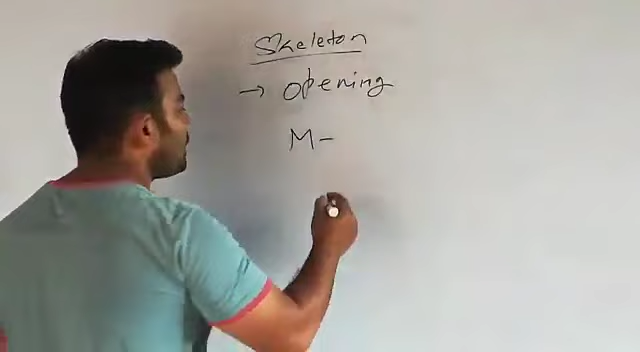 Skeleton
→ opening
M-